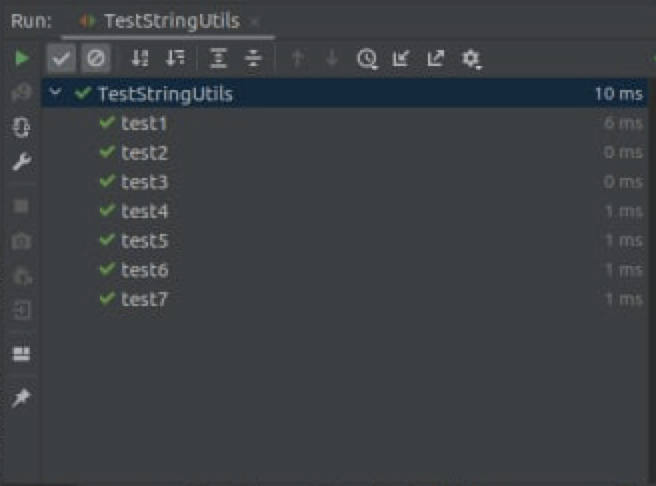 Run: TestStringUtils
TestStringUtils 10 ms
test1 6 ms
test2 0 ms
test3 0 ms
test4 1 ms
test5 1 ms
test6 1 ms
test7 1 ms